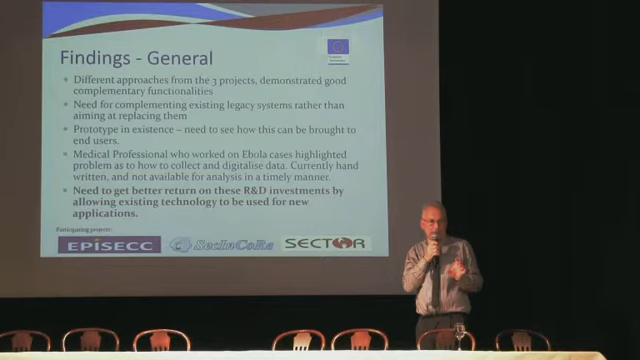 Findings - General
Different approaches from the 3 projects, demonstrated good
complementary functionalities
Need for complementing existing legacy systems rather than
aiming at replacing them
Prototype in existence – need to see how this can be brought to
end users.
Medical Professional who worked on Ebola cases highlighted
problem as to how to collect and digitalise data. Currently hand
written, and not available for analysis in a timely manner.
Need to get better return on these R&D investments by
allowing existing technology to be used for new
applications.
Participating projects:
EPISECC
SecInCoRe
SECTOR